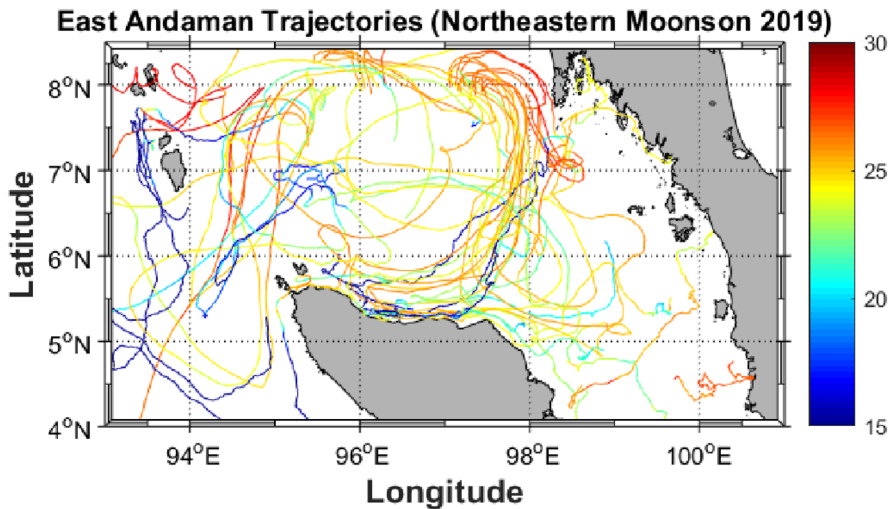 East Andaman Trajectories (Northeastern Moonson 2019)
30
8°N
7°N
25
Latitude
6°N
20
5°N
4°N
15
94°E 96°E 98°E 100°E
Longitude